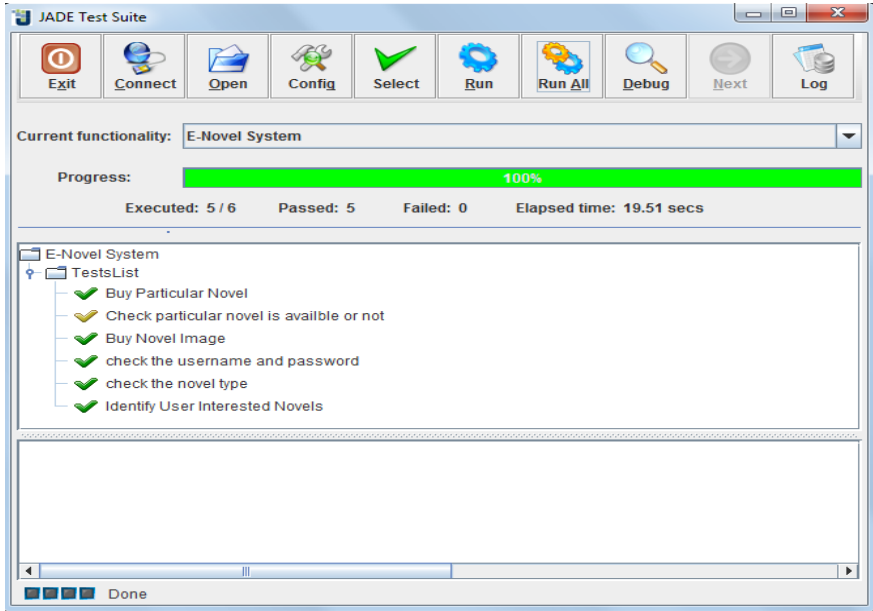 JADE Test Suite
Exit Connect Open Config Select Run Run All Debug Next Log
Current functionality: E-Novel System
Progress: 100%
Executed: 5 / 6 Passed: 5 Failed: 0 Elapsed time: 19.51 secs
E-Novel System
TestsList
Buy Particular Novel
Check particular novel is availble or not
Buy Novel Image
check the username and password
check the novel type
Identify User Interested Novels
Done